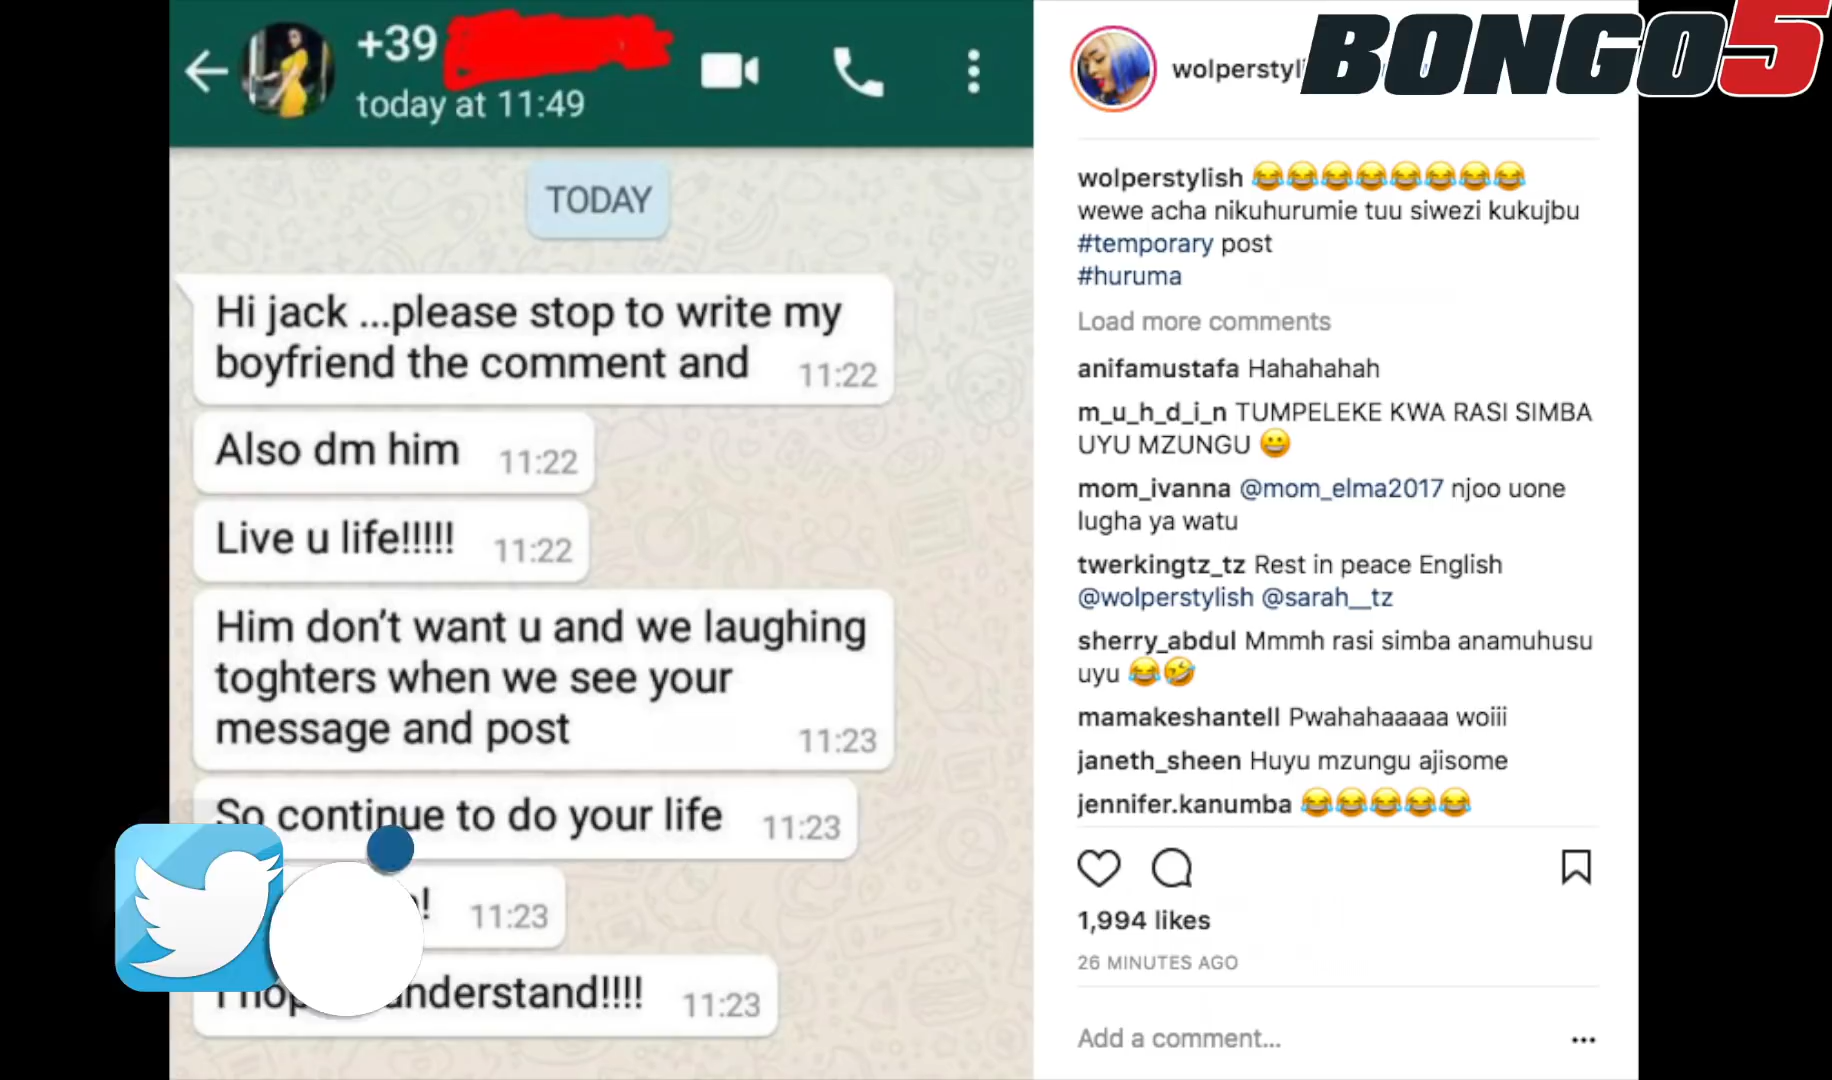 +39
today at 11:49
TODAY
Hi jack ...please stop to write my
boyfriend the comment and 11:22
Also dm him 11:22
Live u life!!!!! 11:22
Him don't want u and we laughing
toghters when we see your
message and post 11:23
So continue to do your life 11:23
! 11:23
I hop nderstand!!!! 11:23
BONGO5
wolperstyli
wolperstylish 😂😂😂😂😂😂😂😂
wewe acha nikuhurumie tuu siwezi kukujbu
#temporary post
#huruma
Load more comments
anifamustafa Hahahahah
m_u_h_d_i_n TUMPELEKE KWA RASI SIMBA
UYU MZUNGU 😀
mom_ivanna @mom_elma2017 njoo uone
lugha ya watu
twerkingtz_tz Rest in peace English
@wolperstylish @sarah__tz
sherry_abdul Mmmh rasi simba anamuhusu
uyu 😂🤣
mamakeshantell Pwahahaaaaa woiii
janeth_sheen Huyu mzungu ajisome
jennifer.kanumba 😂😂😂😂😂
1,994 likes
26 MINUTES AGO
Add a comment...